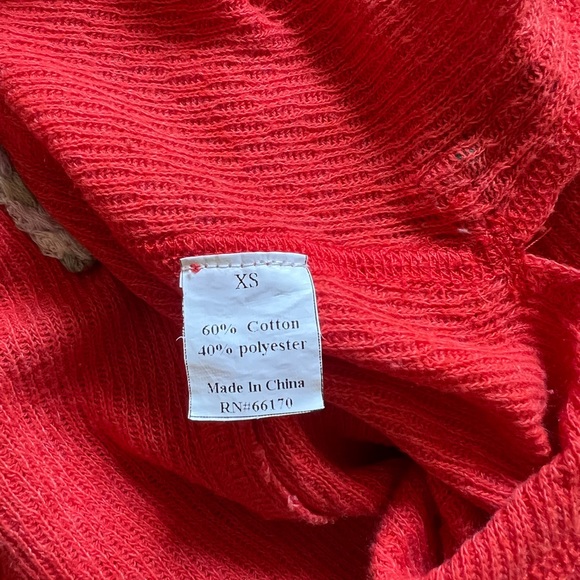 XS
60% Cotton
40% polyester
Made In China
RN#66170